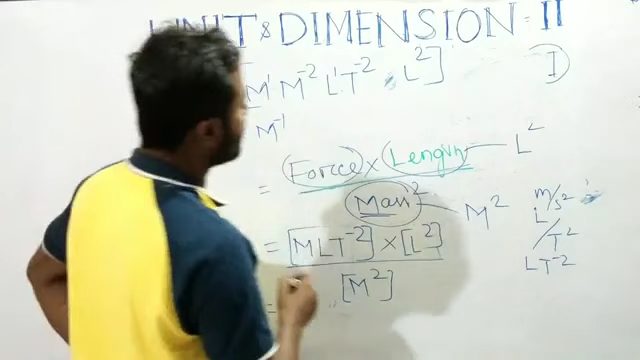 UNIT & DIMENSION - II
[M¹ M⁻² L¹ T⁻² L²]
I
M⁻¹
= Force × Length L²
Mass² M²
m/s²
= [MLT⁻²] × [L²] L/T²
[M²] LT⁻²
=